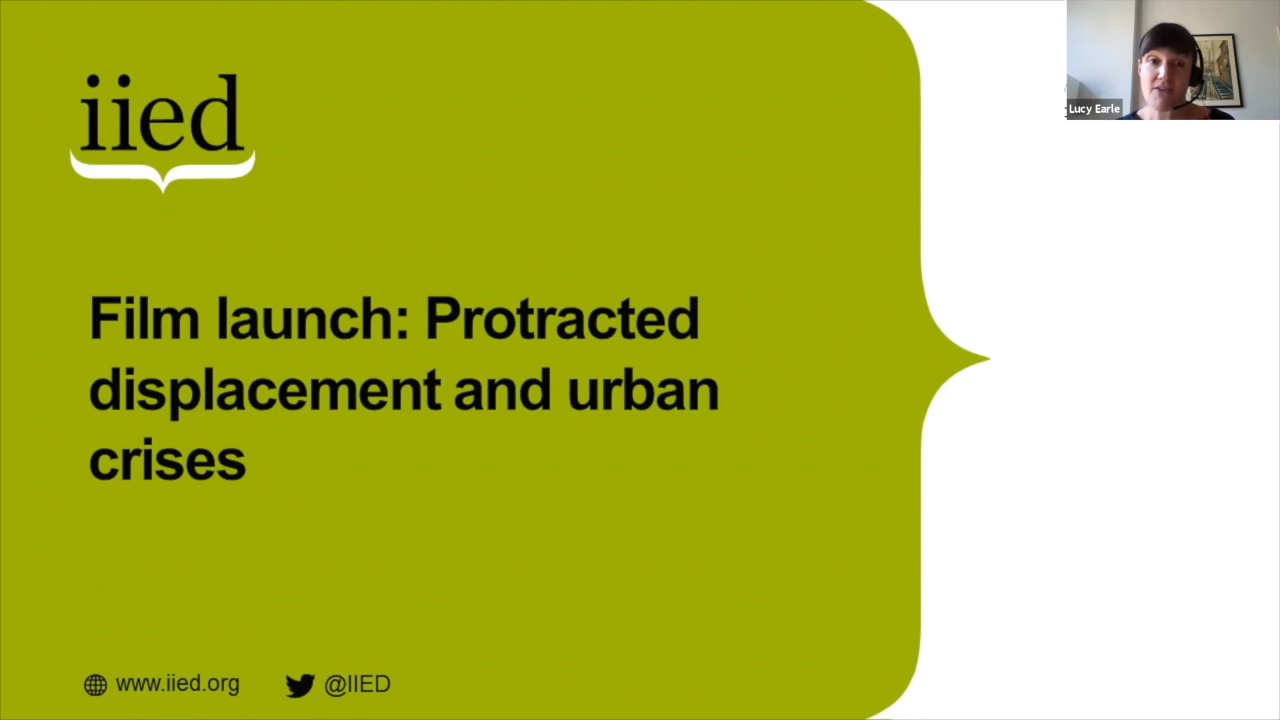 iied
Lucy Earle
Film launch: Protracted
displacement and urban
crises
www.iied.org
@IIED